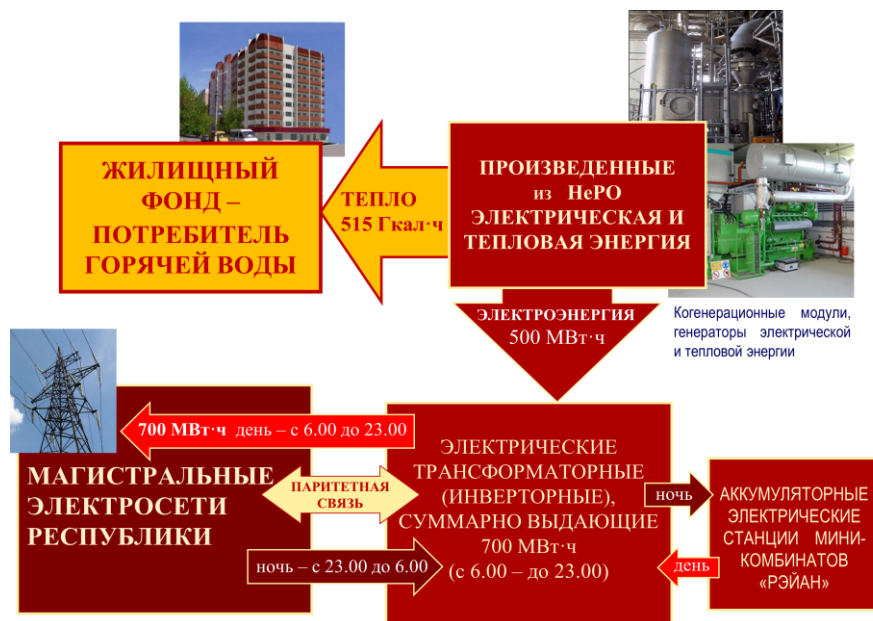 ЖИЛИЩНЫЙ
ФОНД –
ПОТРЕБИТЕЛЬ
ГОРЯЧЕЙ ВОДЫ
ТЕПЛО
515 Гкал·ч
ПРОИЗВЕДЕННЫЕ
из НеРО
ЭЛЕКТРИЧЕСКАЯ И
ТЕПЛОВАЯ ЭНЕРГИЯ
Когенерационные модули,
генераторы электрической
и тепловой энергии
ЭЛЕКТРОЭНЕРГИЯ
500 МВт·ч
700 МВт·ч день – с 6.00 до 23.00
МАГИСТРАЛЬНЫЕ
ЭЛЕКТРОСЕТИ
РЕСПУБЛИКИ
ПАРИТЕТНАЯ
СВЯЗЬ
ночь – с 23.00 до 6.00
ЭЛЕКТРИЧЕСКИЕ
ТРАНСФОРМАТОРНЫЕ
(ИНВЕРТОРНЫЕ),
СУММАРНО ВЫДАЮЩИЕ
700 МВт·ч
(с 6.00 – до 23.00)
ночь
день
АККУМУЛЯТОРНЫЕ
ЭЛЕКТРИЧЕСКИЕ
СТАНЦИИ МИНИ-
КОМБИНАТОВ
«РЭЙАН»